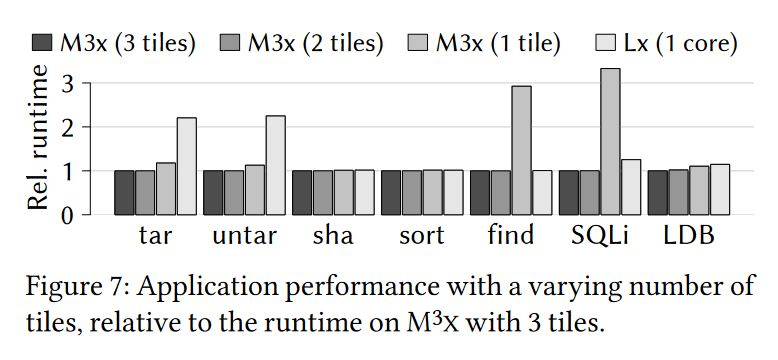 M3x (3 tiles) M3x (2 tiles) M3x (1 tile) Lx (1 core)
Rel. runtime
3
2
1
0
tar untar sha sort find SQLi LDB
Figure 7: Application performance with a varying number of
tiles, relative to the runtime on M³x with 3 tiles.